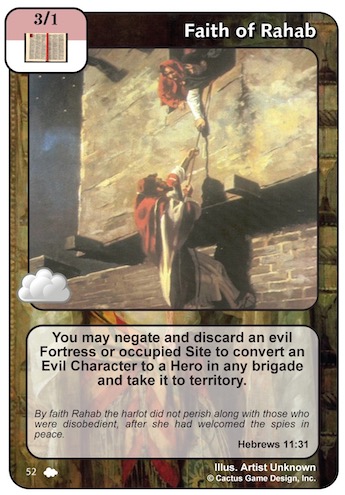 3/1
Faith of Rahab
You may negate and discard an evil
Fortress or occupied Site to convert an
Evil Character to a Hero in any brigade
and take it to territory.
By faith Rahab the harlot did not perish along with those who
were disobedient, after she had welcomed the spies in
peace.
Hebrews 11:31
52
Illus. Artist Unknown
© Cactus Game Design, Inc.